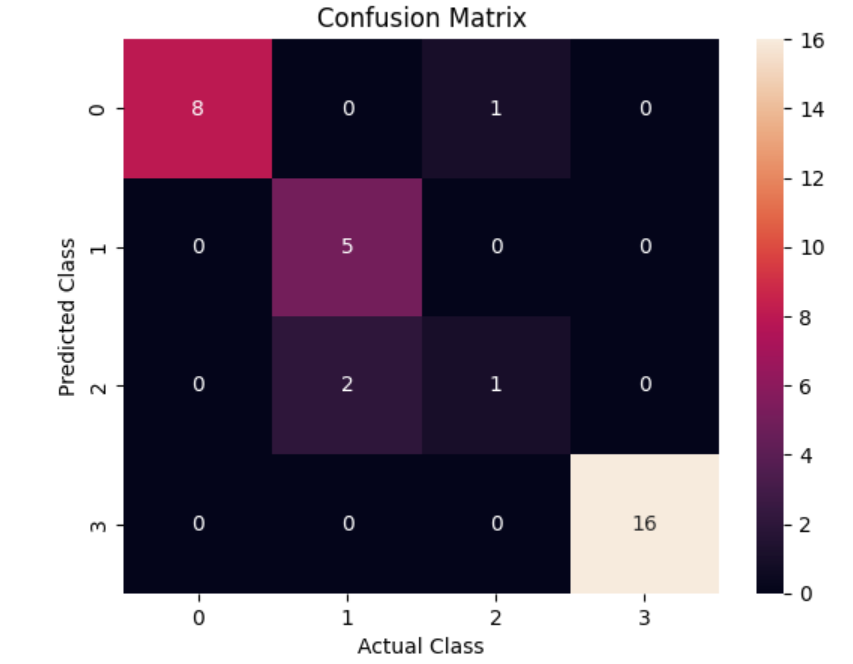 Confusion Matrix
Predicted Class
0 8 0 1 0
1 0 5 0 0
2 0 2 1 0
3 0 0 0 16
0 1 2 3
Actual Class
16
14
12
10
8
6
4
2
0